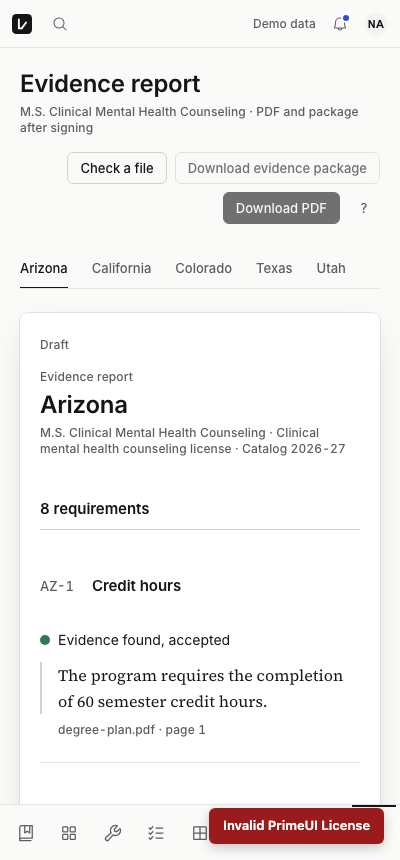 Demo data
NA
Evidence report
M.S. Clinical Mental Health Counseling · PDF and package
after signing
Check a file
Download evidence package
Download PDF
?
Arizona California Colorado Texas Utah
Draft
Evidence report
Arizona
M.S. Clinical Mental Health Counseling · Clinical
mental health counseling license · Catalog 2026-27
8 requirements
AZ-1 Credit hours
Evidence found, accepted
The program requires the completion
of 60 semester credit hours.
degree-plan.pdf · page 1
Invalid PrimeUI License